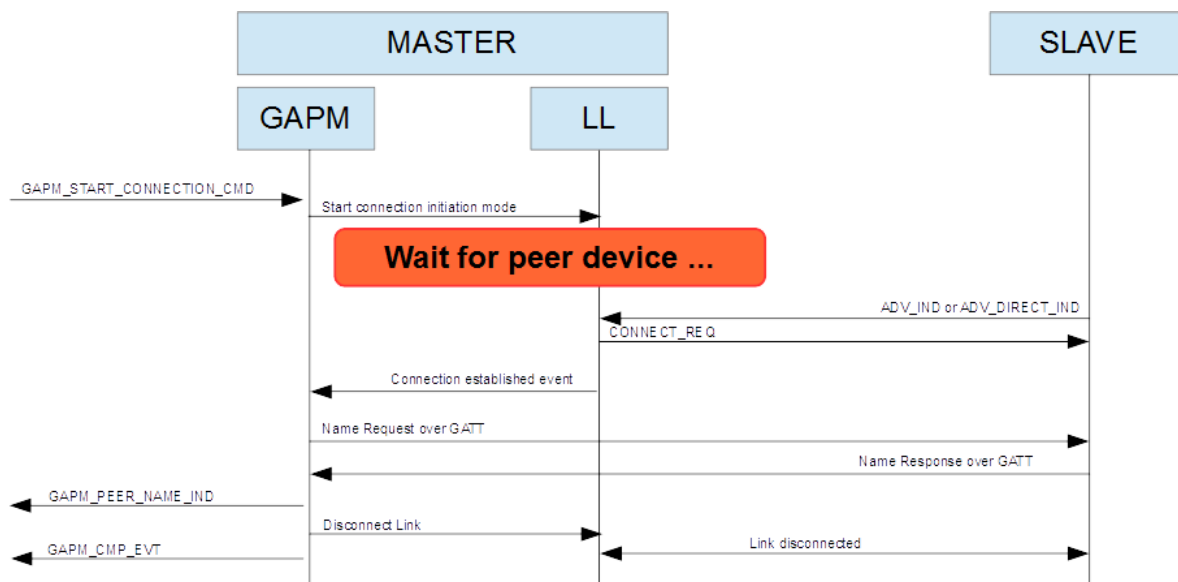 MASTER
SLAVE
GAPM
LL
GAPM_START_CONNECTION_CMD
Start connection initiation mode
Wait for peer device ...
ADV_IND or ADV_DIRECT_IND
CONNECT_REQ
Connection established event
Name Request over GATT
Name Response over GATT
GAPM_PEER_NAME_IND
Disconnect Link
GAPM_CMP_EVT
Link disconnected